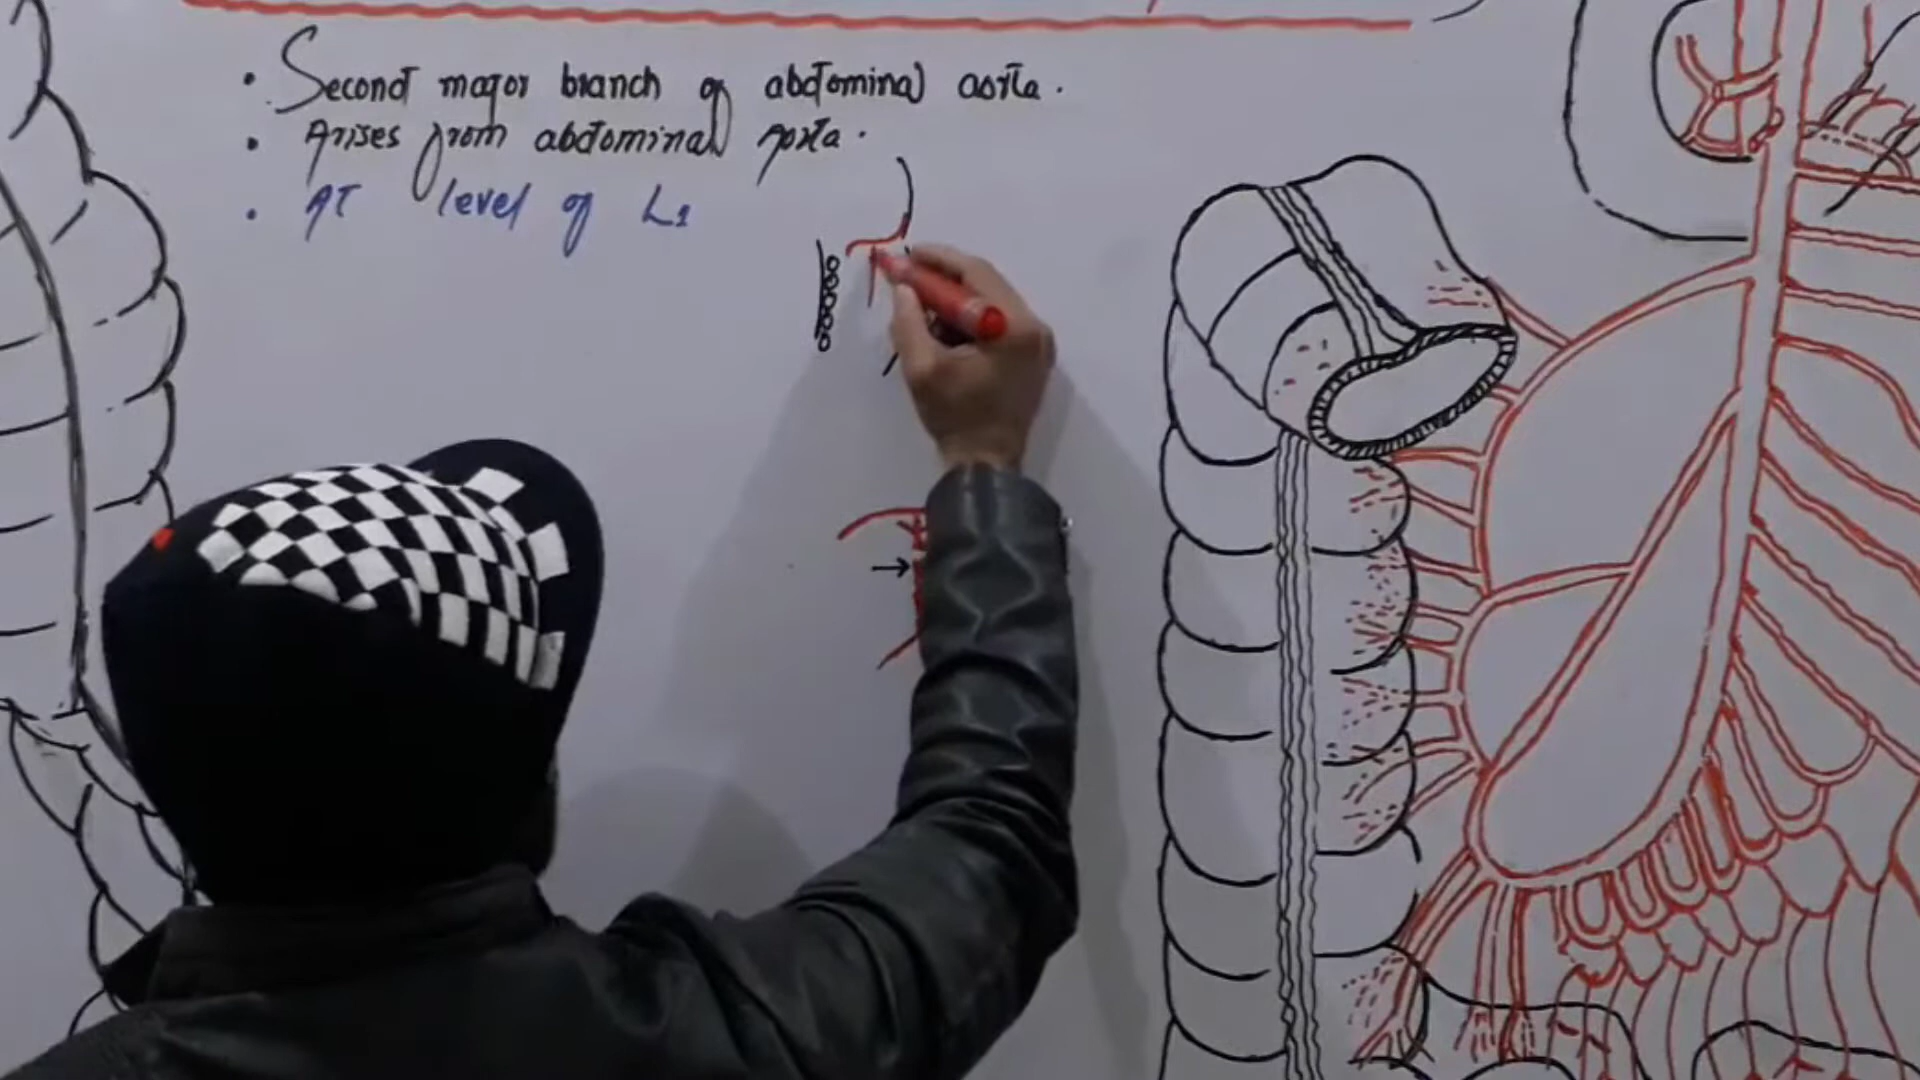 • Second major branch of abdominal aorta.
• Arises from abdominal aorta.
• AT level of L1